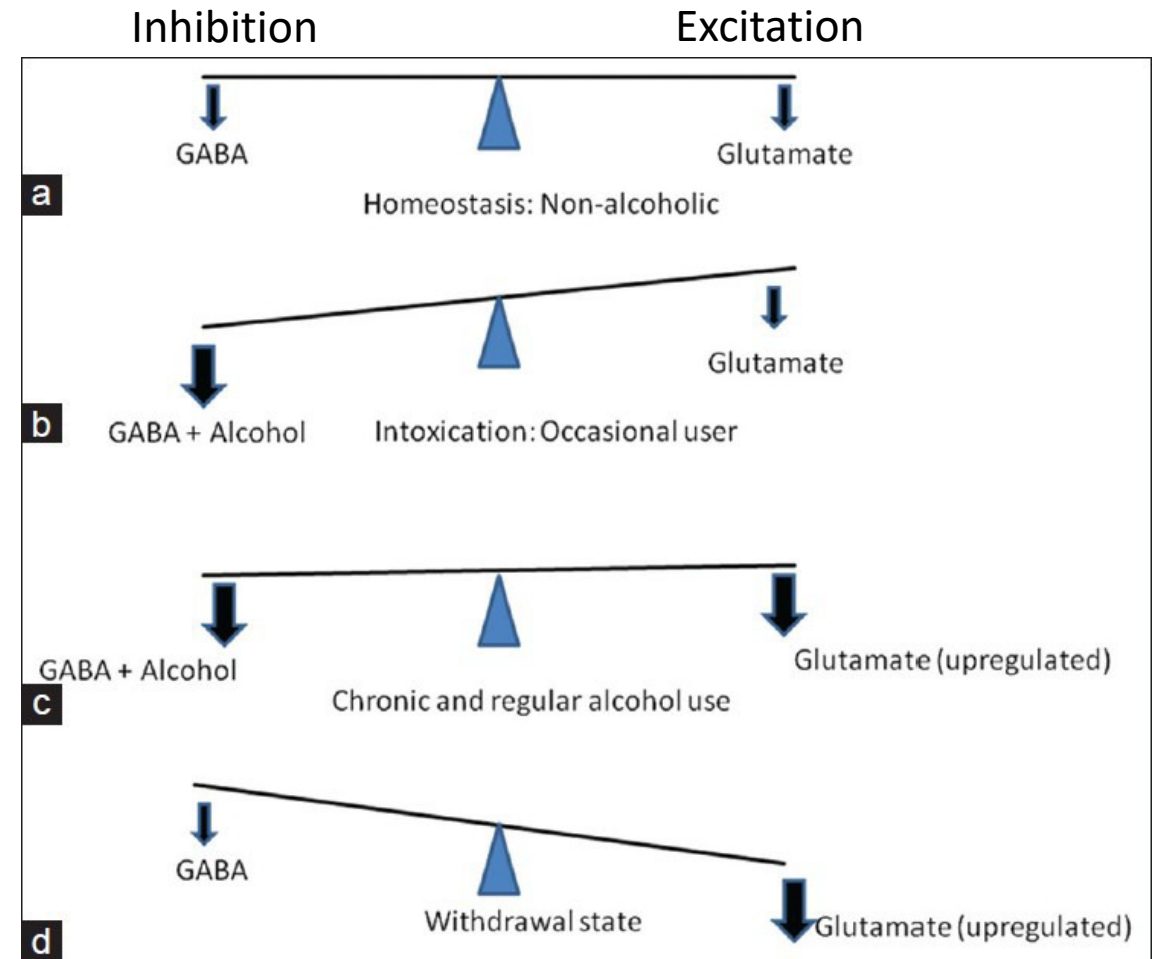 Inhibition Excitation
GABA Glutamate
a
Homeostasis: Non-alcoholic
Glutamate
b
GABA + Alcohol Intoxication: Occasional user
GABA + Alcohol Glutamate (upregulated)
c
Chronic and regular alcohol use
GABA
Withdrawal state Glutamate (upregulated)
d